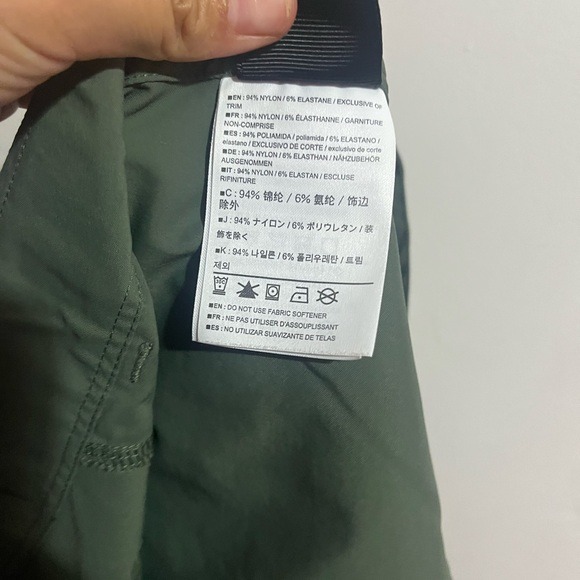 ■EN: 94% NYLON / 6% ELASTANE / EXCLUSIVE OF
TRIM
■FR: 94% NYLON / 6% ÉLASTHANNE / GARNITURE
NON-COMPRISE
■ES: 94% POLIAMIDA / poliamida / 6% ELASTANO /
elastano / EXCLUSIVO DE CORTE / exclusivo de corte
■DE: 94% NYLON / 6% ELASTHAN / NÄHZUBEHÖR
AUSGENOMMEN
■IT: 94% NYLON / 6% ELASTAN / ESCLUSE
RIFINITURE
■C: 94% 锦纶 / 6% 氨纶 / 饰边
除外
■J: 94% ナイロン / 6% ポリウレタン / 装
飾を除く
■K: 94% 나일론 / 6% 폴리우레탄 / 트림
제외
■EN: DO NOT USE FABRIC SOFTENER
■FR: NE PAS UTILISER D'ASSOUPLISSANT
■ES: NO UTILIZAR SUAVIZANTE DE TELAS